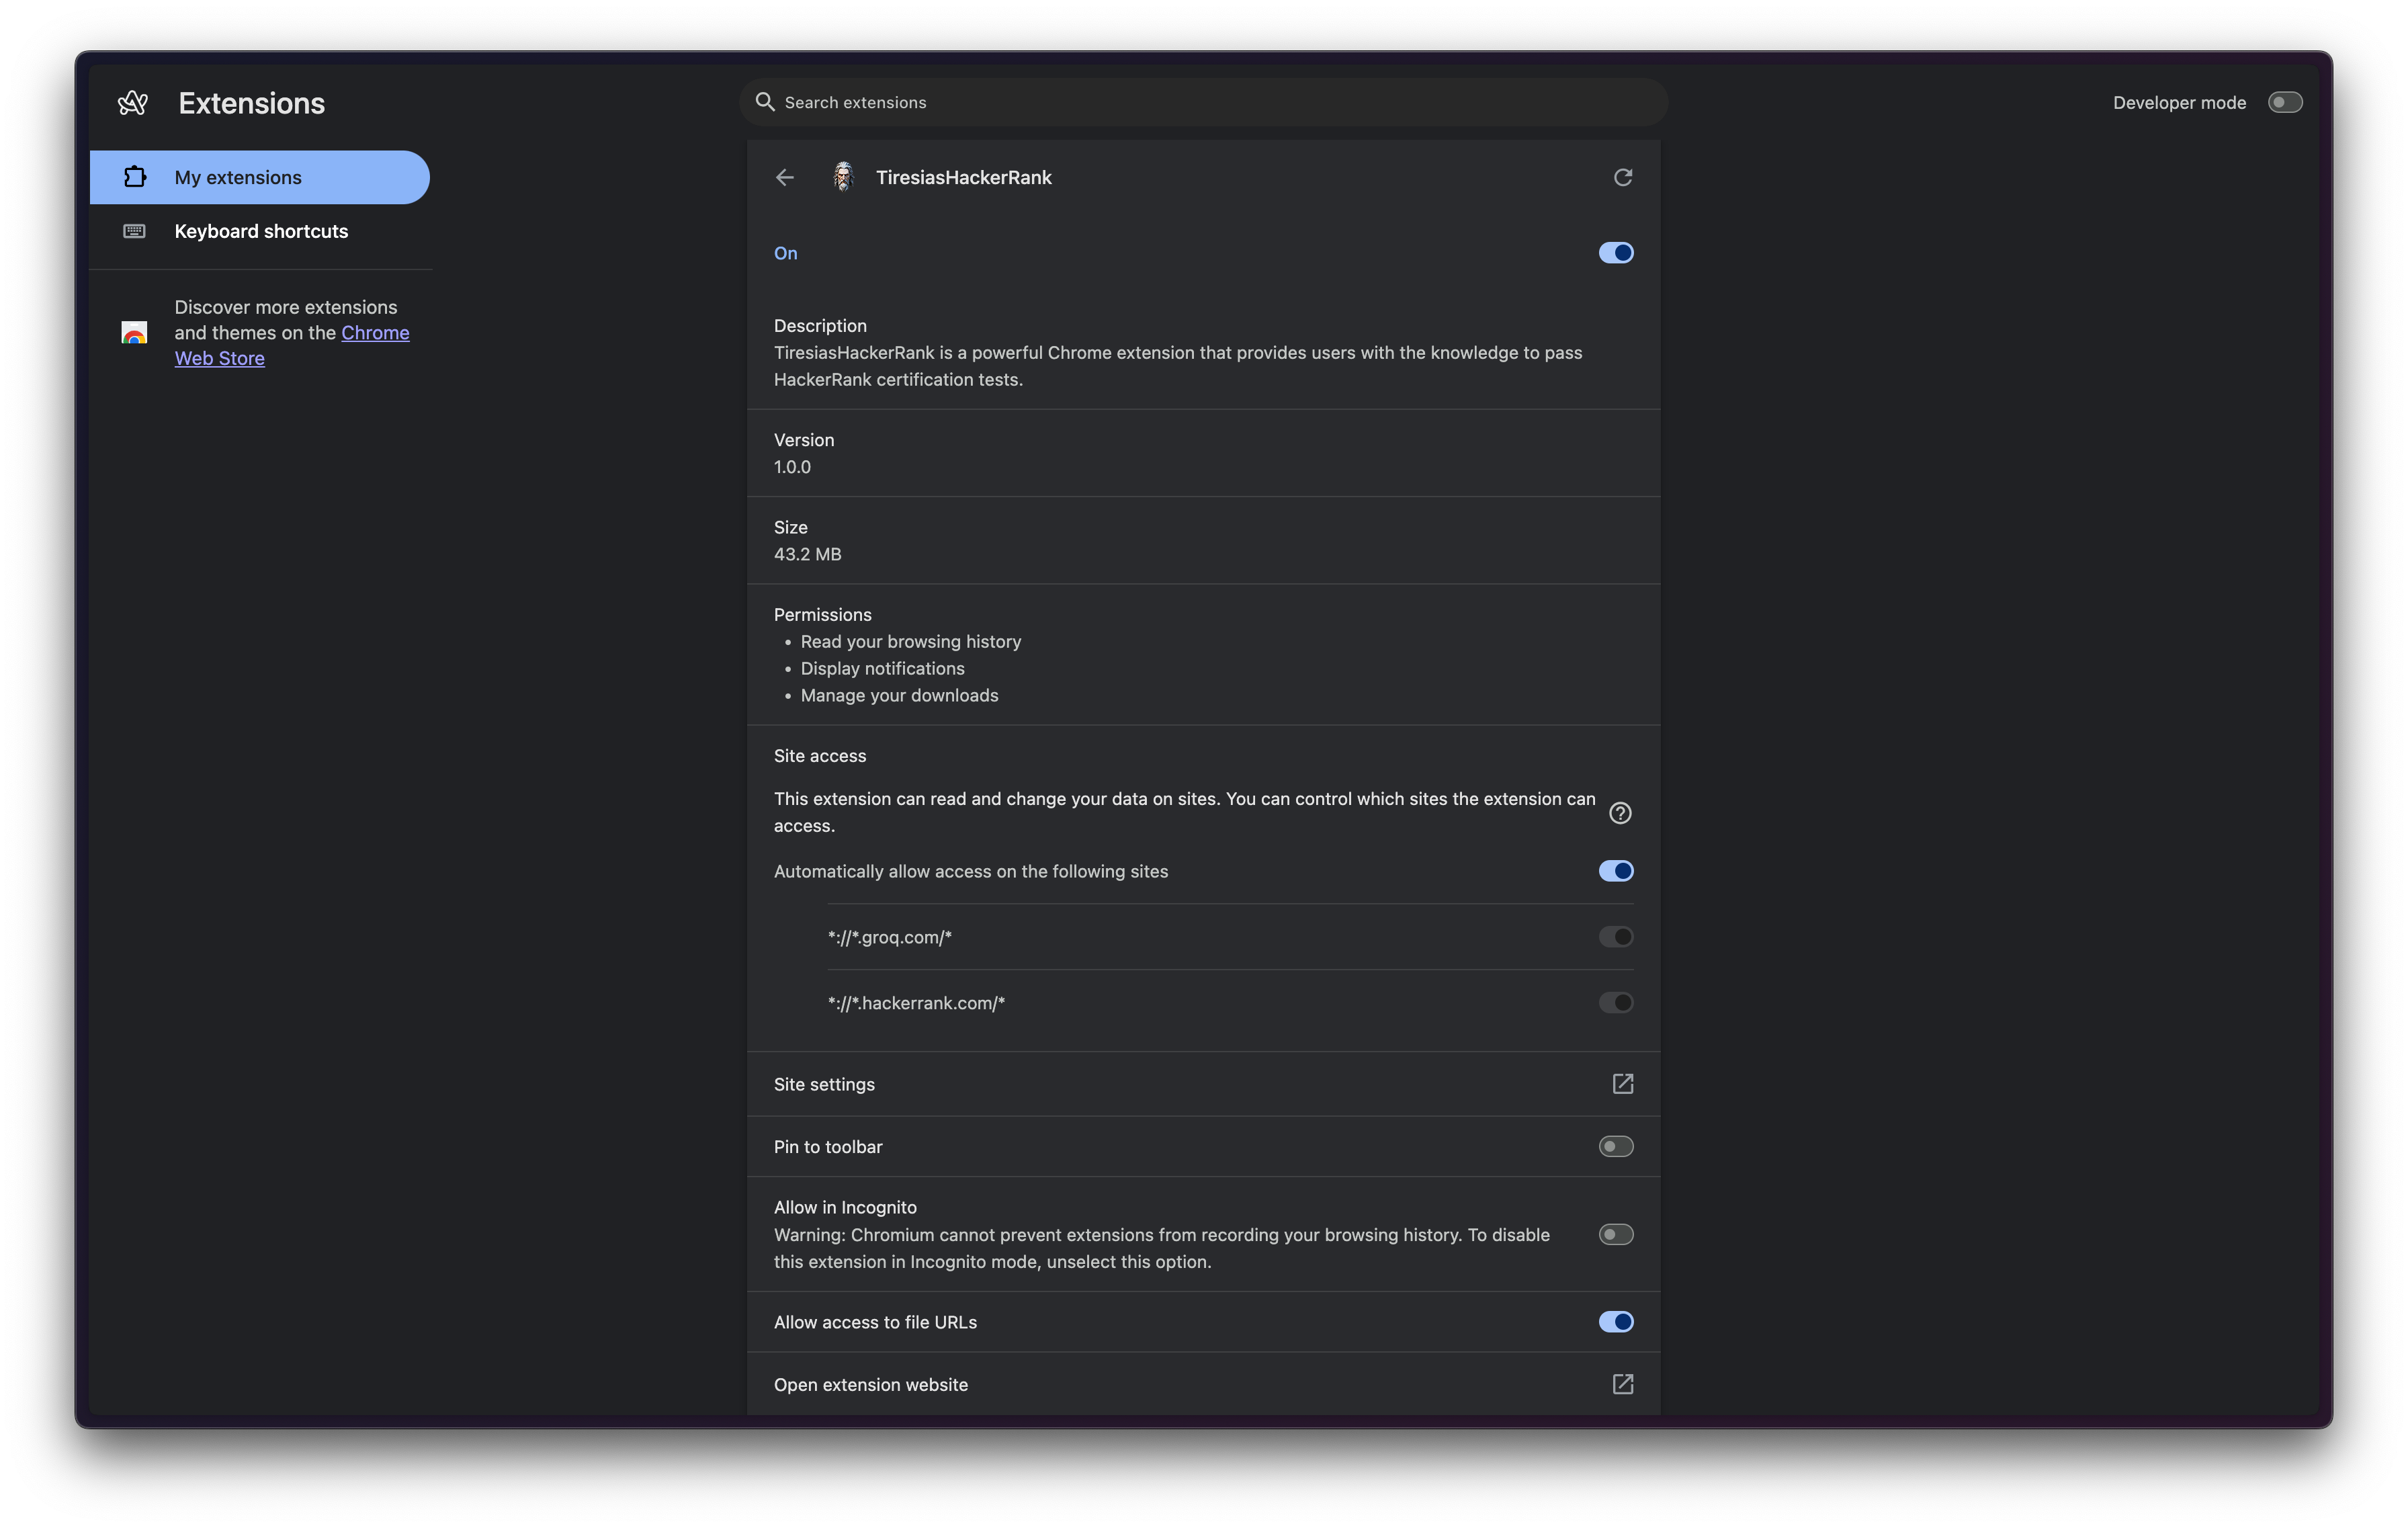 Extensions
Search extensions
Developer mode
My extensions
Keyboard shortcuts
Discover more extensions
and themes on the Chrome
Web Store
TiresiasHackerRank
On
Description
TiresiasHackerRank is a powerful Chrome extension that provides users with the knowledge to pass
HackerRank certification tests.
Version
1.0.0
Size
43.2 MB
Permissions
• Read your browsing history
• Display notifications
• Manage your downloads
Site access
This extension can read and change your data on sites. You can control which sites the extension can
access.
Automatically allow access on the following sites
*://*.groq.com/*
*://*.hackerrank.com/*
Site settings
Pin to toolbar
Allow in Incognito
Warning: Chromium cannot prevent extensions from recording your browsing history. To disable
this extension in Incognito mode, unselect this option.
Allow access to file URLs
Open extension website